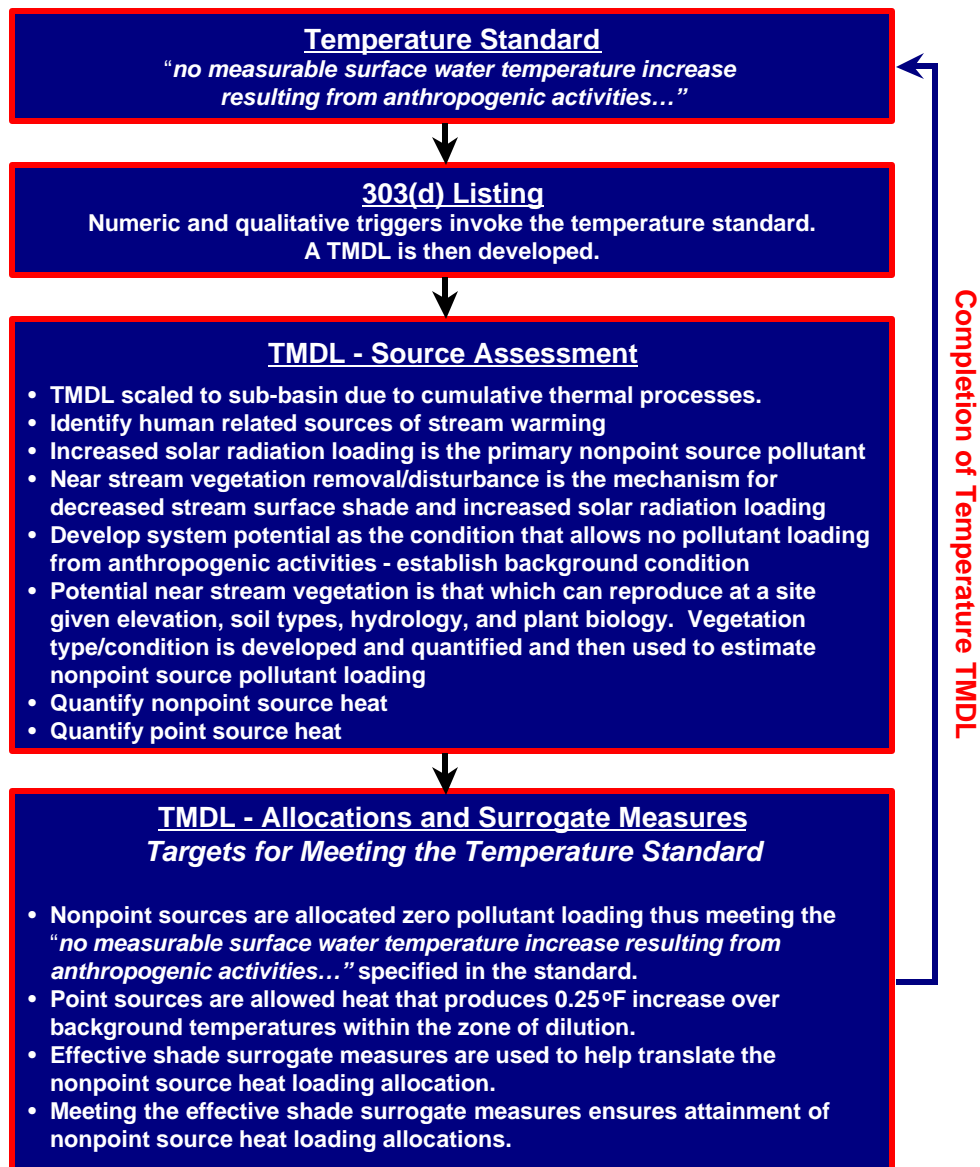 Temperature Standard
“no measurable surface water temperature increase
resulting from anthropogenic activities…”
303(d) Listing
Numeric and qualitative triggers invoke the temperature standard.
A TMDL is then developed.
TMDL - Source Assessment
• TMDL scaled to sub-basin due to cumulative thermal processes.
• Identify human related sources of stream warming
• Increased solar radiation loading is the primary nonpoint source pollutant
• Near stream vegetation removal/disturbance is the mechanism for
decreased stream surface shade and increased solar radiation loading
• Develop system potential as the condition that allows no pollutant loading
from anthropogenic activities - establish background condition
• Potential near stream vegetation is that which can reproduce at a site
given elevation, soil types, hydrology, and plant biology.  Vegetation
type/condition is developed and quantified and then used to estimate
nonpoint source pollutant loading
• Quantify nonpoint source heat
• Quantify point source heat
TMDL - Allocations and Surrogate Measures
Targets for Meeting the Temperature Standard
• Nonpoint sources are allocated zero pollutant loading thus meeting the
“no measurable surface water temperature increase resulting from
anthropogenic activities…” specified in the standard.
• Point sources are allowed heat that produces 0.25°F increase over
background temperatures within the zone of dilution.
• Effective shade surrogate measures are used to help translate the
nonpoint source heat loading allocation.
• Meeting the effective shade surrogate measures ensures attainment of
nonpoint source heat loading allocations.
Completion of Temperature TMDL